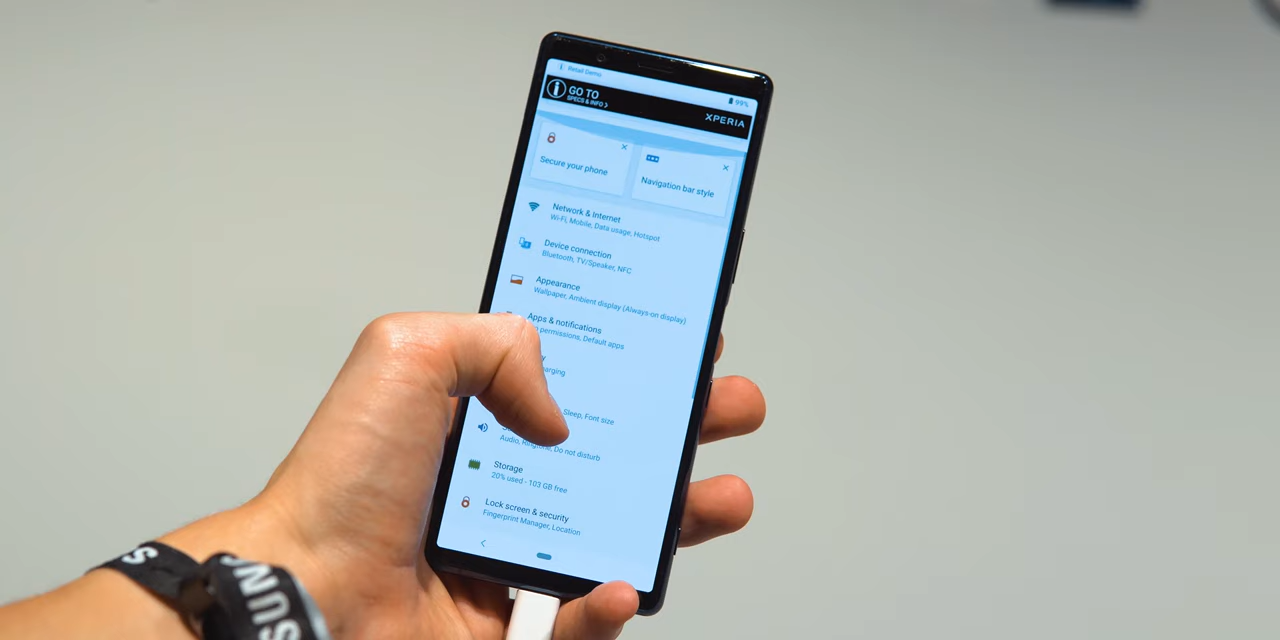 Retail Demo
99%
GO TO
SPECS & INFO
XPERIA
Secure your phone
Navigation bar style
Network & Internet
Wi-Fi, Mobile, Data usage, Hotspot
Device connection
Bluetooth, TV/Speaker, NFC
Appearance
Wallpaper, Ambient display (Always-on display)
Apps & notifications
permissions, Default apps
Sleep, Font size
Audio, Ringtone, Do not disturb
Storage
20% used - 103 GB free
Lock screen & security
Fingerprint Manager, Location